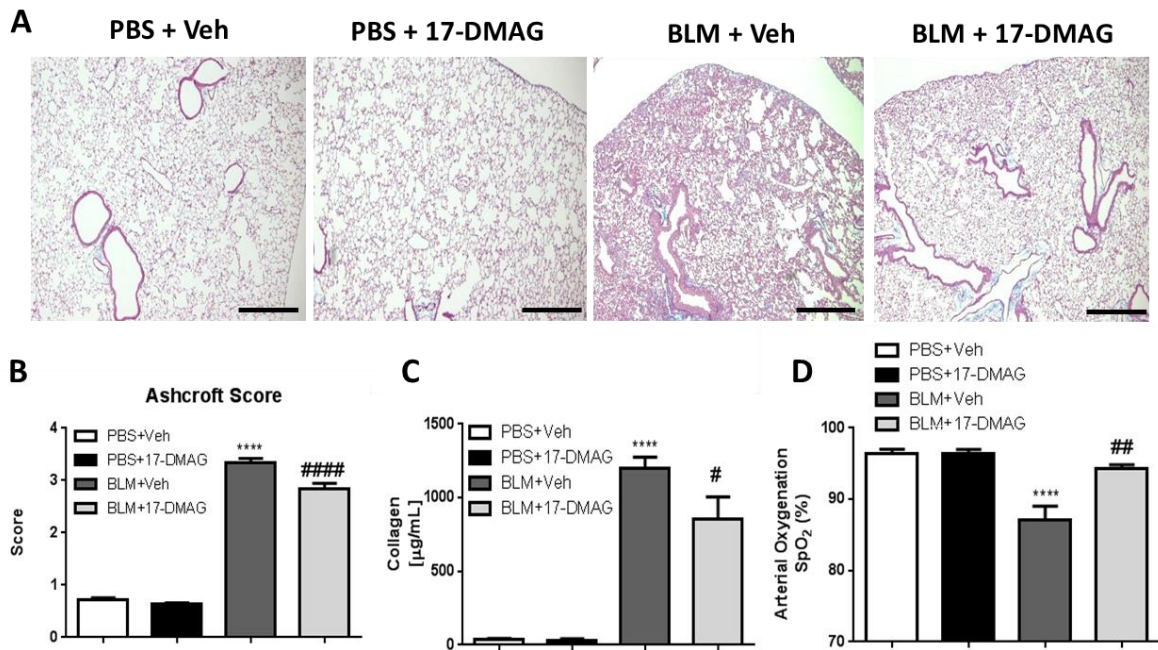 A
PBS + Veh
PBS + 17-DMAG
BLM + Veh
BLM + 17-DMAG
B
Ashcroft Score
PBS+Veh
PBS+17-DMAG
BLM+Veh
BLM+17-DMAG
****
####
4
3
2
1
0
Score
C
PBS+Veh
PBS+17-DMAG
BLM+Veh
BLM+17-DMAG
****
#
1500
1000
500
0
Collagen
[µg/mL]
D
PBS+Veh
PBS+17-DMAG
BLM+Veh
BLM+17-DMAG
****
##
100
90
80
70
Arterial Oxygenation
SpO2 (%)